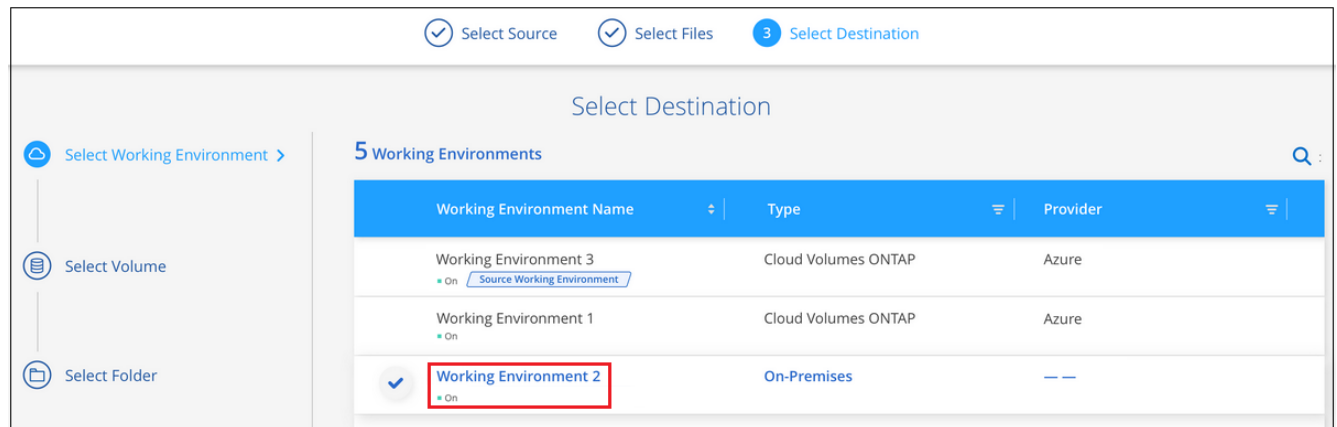 Select Source
Select Files
3 Select Destination
Select Destination
Select Working Environment
5 Working Environments
Working Environment Name Type Provider
Working Environment 3 Cloud Volumes ONTAP Azure
On Source Working Environment
Select Volume
Working Environment 1 Cloud Volumes ONTAP Azure
On
Select Folder
Working Environment 2 On-Premises — —
On